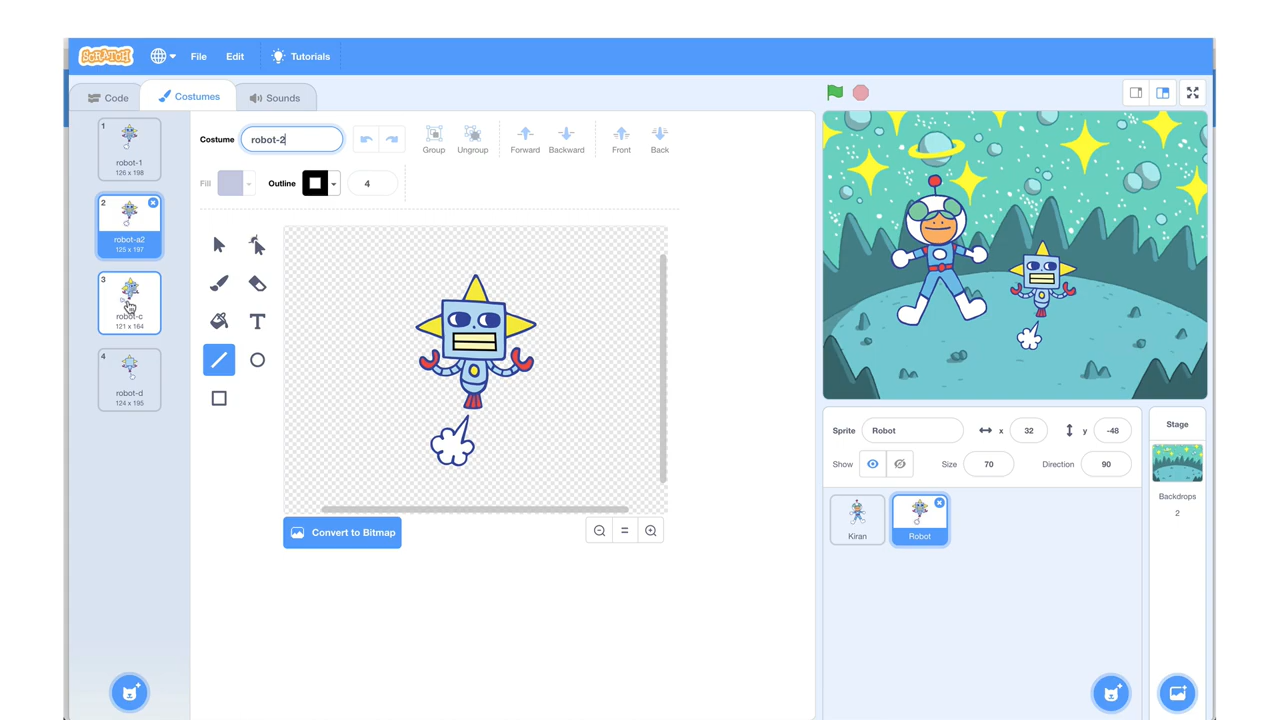 SCRATCH
File
Edit
Tutorials
Code
Costumes
Sounds
1
robot-1
126 x 198
2
robot-a2
125 x 197
3
robot-c
121 x 164
4
robot-d
124 x 195
Costume
robot-2
Group
Ungroup
Forward
Backward
Front
Back
Fill
Outline
4
Convert to Bitmap
Sprite
Robot
x
32
y
-48
Show
Size
70
Direction
90
Kiran
Robot
Stage
Backdrops
2